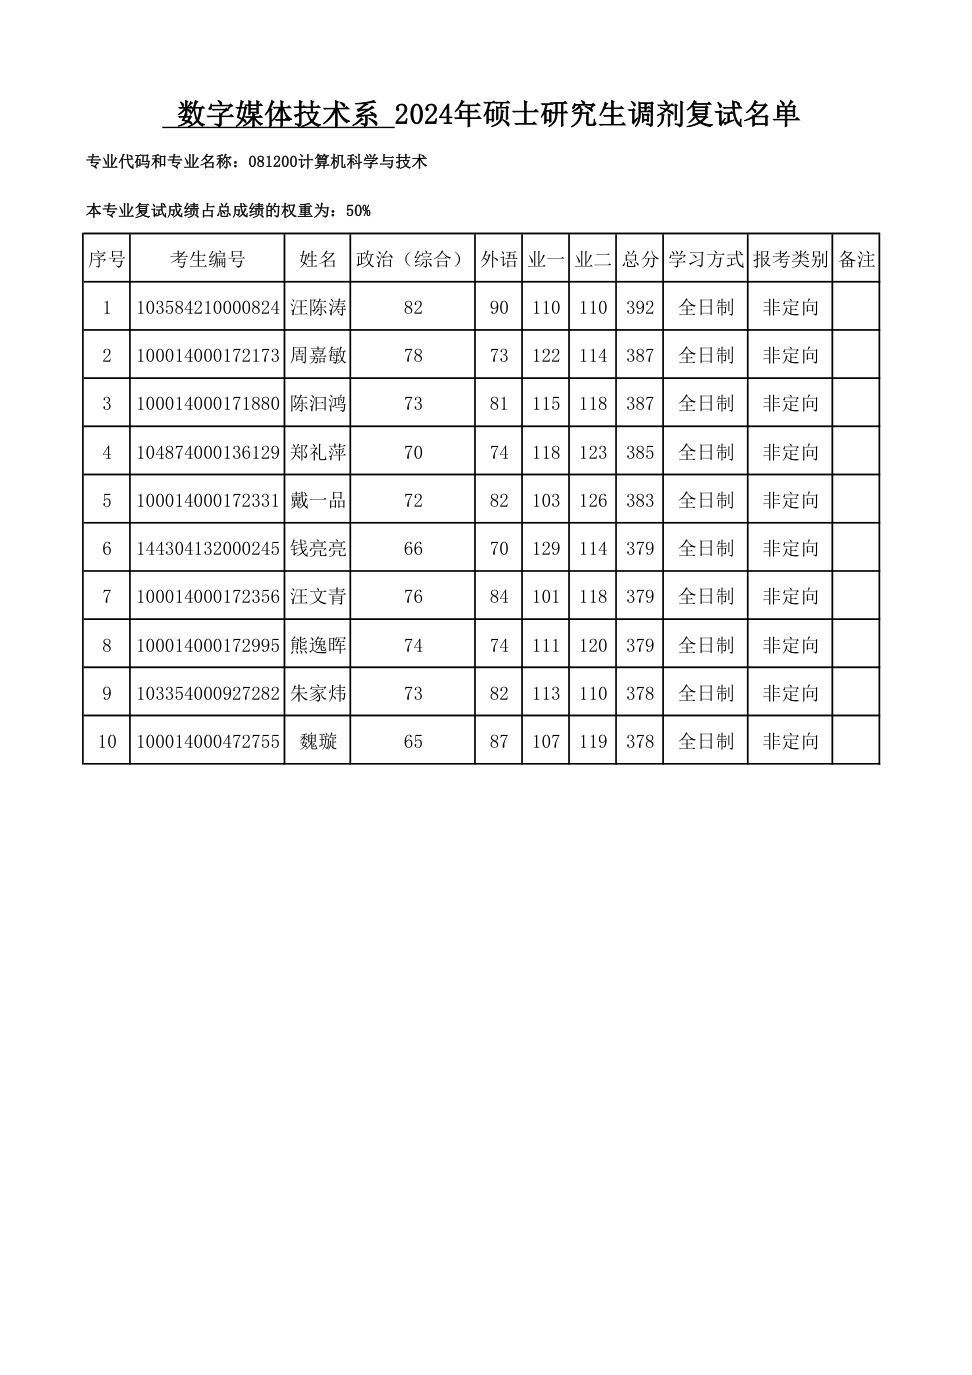 数字媒体技术系 2024年硕士研究生调剂复试名单
专业代码和专业名称：081200计算机科学与技术
本专业复试成绩占总成绩的权重为：50%
序号 考生编号 姓名 政治（综合） 外语 业一 业二 总分 学习方式 报考类别 备注
1 103584210000824 汪陈涛 82 90 110 110 392 全日制 非定向
2 100014000172173 周嘉敏 78 73 122 114 387 全日制 非定向
3 100014000171880 陈汩鸿 73 81 115 118 387 全日制 非定向
4 104874000136129 郑礼萍 70 74 118 123 385 全日制 非定向
5 100014000172331 戴一品 72 82 103 126 383 全日制 非定向
6 144304132000245 钱亮亮 66 70 129 114 379 全日制 非定向
7 100014000172356 汪文青 76 84 101 118 379 全日制 非定向
8 100014000172995 熊逸晖 74 74 111 120 379 全日制 非定向
9 103354000927282 朱家炜 73 82 113 110 378 全日制 非定向
10 100014000472755 魏璇 65 87 107 119 378 全日制 非定向